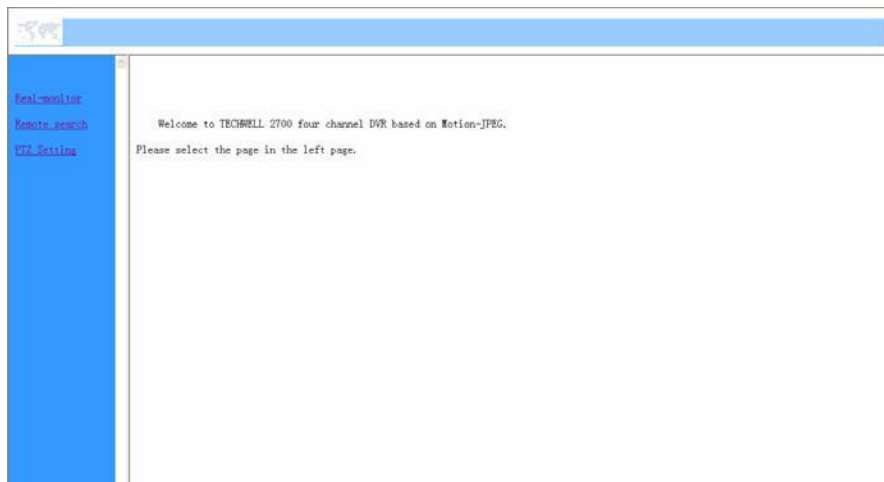 Real-monitor
Remote search
PTZ Setting
Welcome to TECHWELL 2700 four channel DVR based on Motion-JPEG.
Please select the page in the left page.